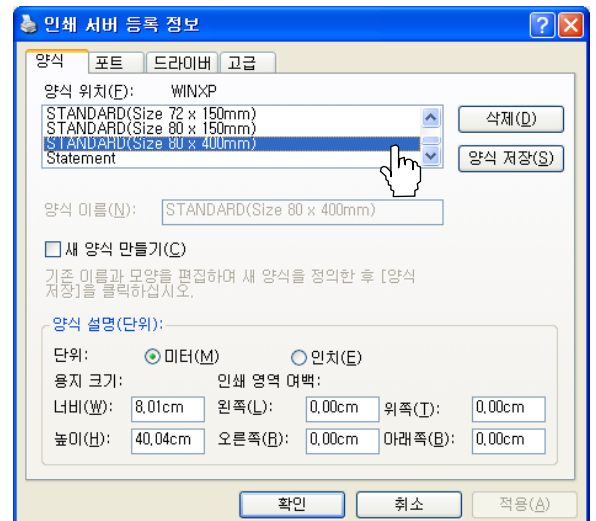 인쇄 서버 등록 정보
양식 포트 드라이버 고급
양식 위치(F): WINXP
STANDARD(Size 72 x 150mm)
STANDARD(Size 80 x 150mm)
STANDARD(Size 80 x 400mm)
Statement
삭제(D)
양식 저장(S)
양식 이름(N): STANDARD(Size 80 x 400mm)
새 양식 만들기(C)
기존 이름과 모양을 편집하여 새 양식을 정의한 후 [양식
저장]을 클릭하십시오.
양식 설명(단위):
단위: 미터(M) 인치(E)
용지 크기: 인쇄 영역 여백:
너비(W): 8,01cm 왼쪽(L): 0,00cm 위쪽(T): 0,00cm
높이(H): 40,04cm 오른쪽(R): 0,00cm 아래쪽(B): 0,00cm
확인 취소 적용(A)